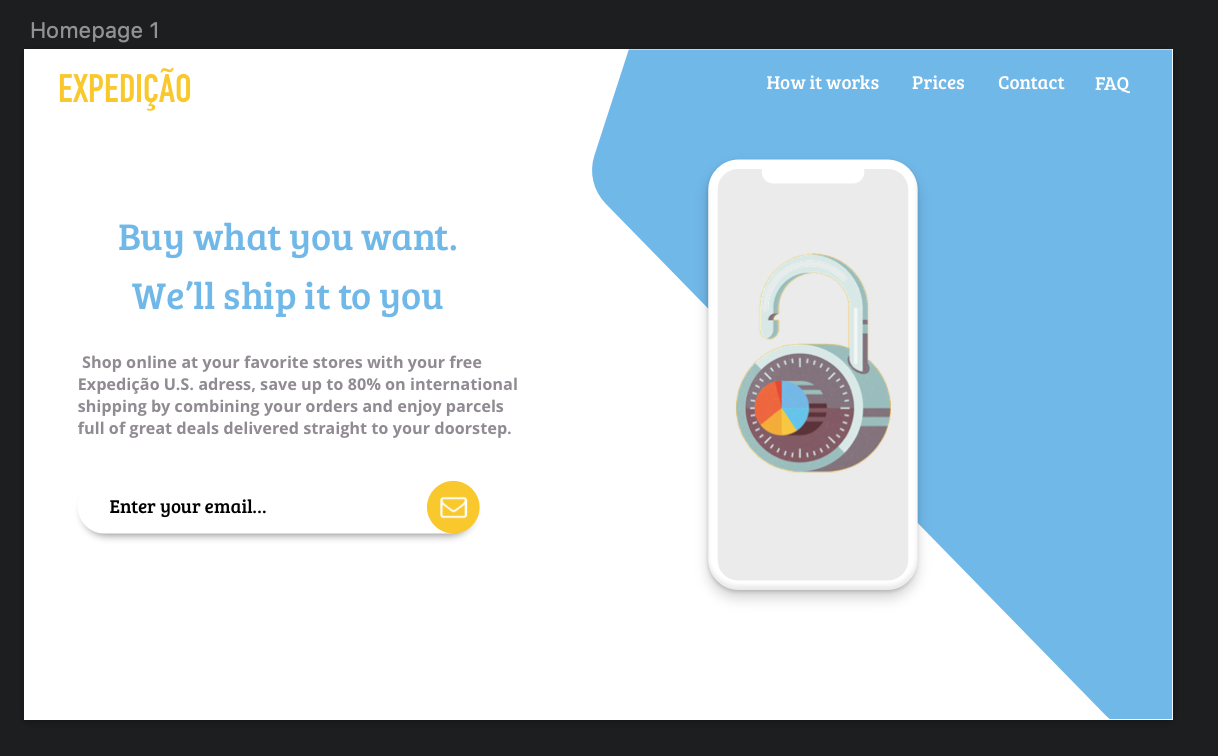 Homepage 1
EXPEDIÇÃO
How it works Prices Contact FAQ
Buy what you want.
We’ll ship it to you
Shop online at your favorite stores with your free
Expedição U.S. adress, save up to 80% on international
shipping by combining your orders and enjoy parcels
full of great deals delivered straight to your doorstep.
Enter your email...